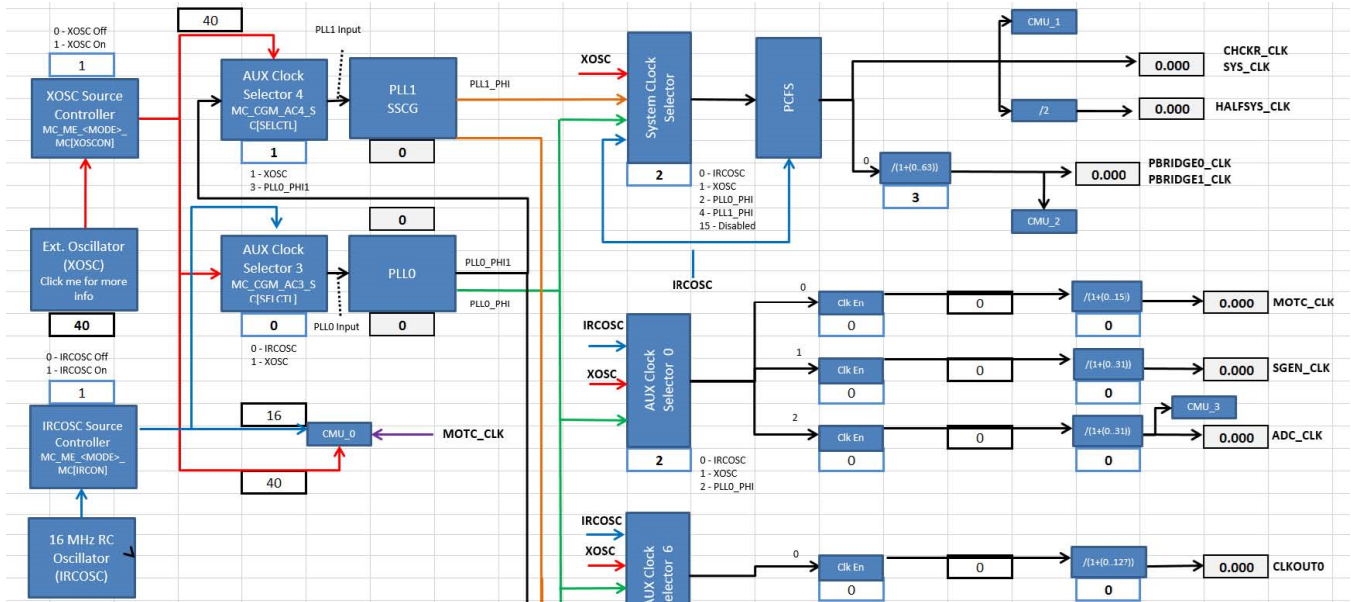 0 - XOSC Off
1 - XOSC On
1
XOSC Source
Controller
MC_ME_<MODE>_
MC[XOSCON]
Ext. Oscillator
(XOSC)
Click me for more
info
40
0 - IRCOSC Off
1 - IRCOSC On
1
IRCOSC Source
Controller
MC_ME_<MODE>_
MC[IRCON]
16 MHz RC
Oscillator
(IRCOSC)
40
AUX Clock
Selector 4
MC_CGM_AC4_S
C[SELCTL]
1
1 - XOSC
3 - PLL0_PHI1
PLL1 Input
PLL1
SSCG
0
PLL1_PHI
AUX Clock
Selector 3
MC_CGM_AC3_S
C[SELCTL]
0
0 - IRCOSC
1 - XOSC
PLL0 Input
0
PLL0
0
PLL0_PHI1
PLL0_PHI
16
CMU_0
MOTC_CLK
40
XOSC
System CLock
Selector
2
0 - IRCOSC
1 - XOSC
2 - PLL0_PHI
4 - PLL1_PHI
15 - Disabled
PCFS
IRCOSC
CMU_1
0.000
CHCKR_CLK
SYS_CLK
/2
0.000
HALFSYS_CLK
0
/(1+(0..63))
3
0.000
PBRIDGE0_CLK
PBRIDGE1_CLK
CMU_2
IRCOSC
XOSC
AUX Clock
Selector 0
2
0 - IRCOSC
1 - XOSC
2 - PLL0_PHI
0
Clk En
0
0
/(1+(0..15))
0
0.000
MOTC_CLK
1
Clk En
0
0
/(1+(0..31))
0
0.000
SGEN_CLK
2
Clk En
0
0
/(1+(0..31))
0
CMU_3
0.000
ADC_CLK
IRCOSC
XOSC
AUX Clock 6
0
Clk En
0
0
/(1+(0..127))
0
0.000
CLKOUT0